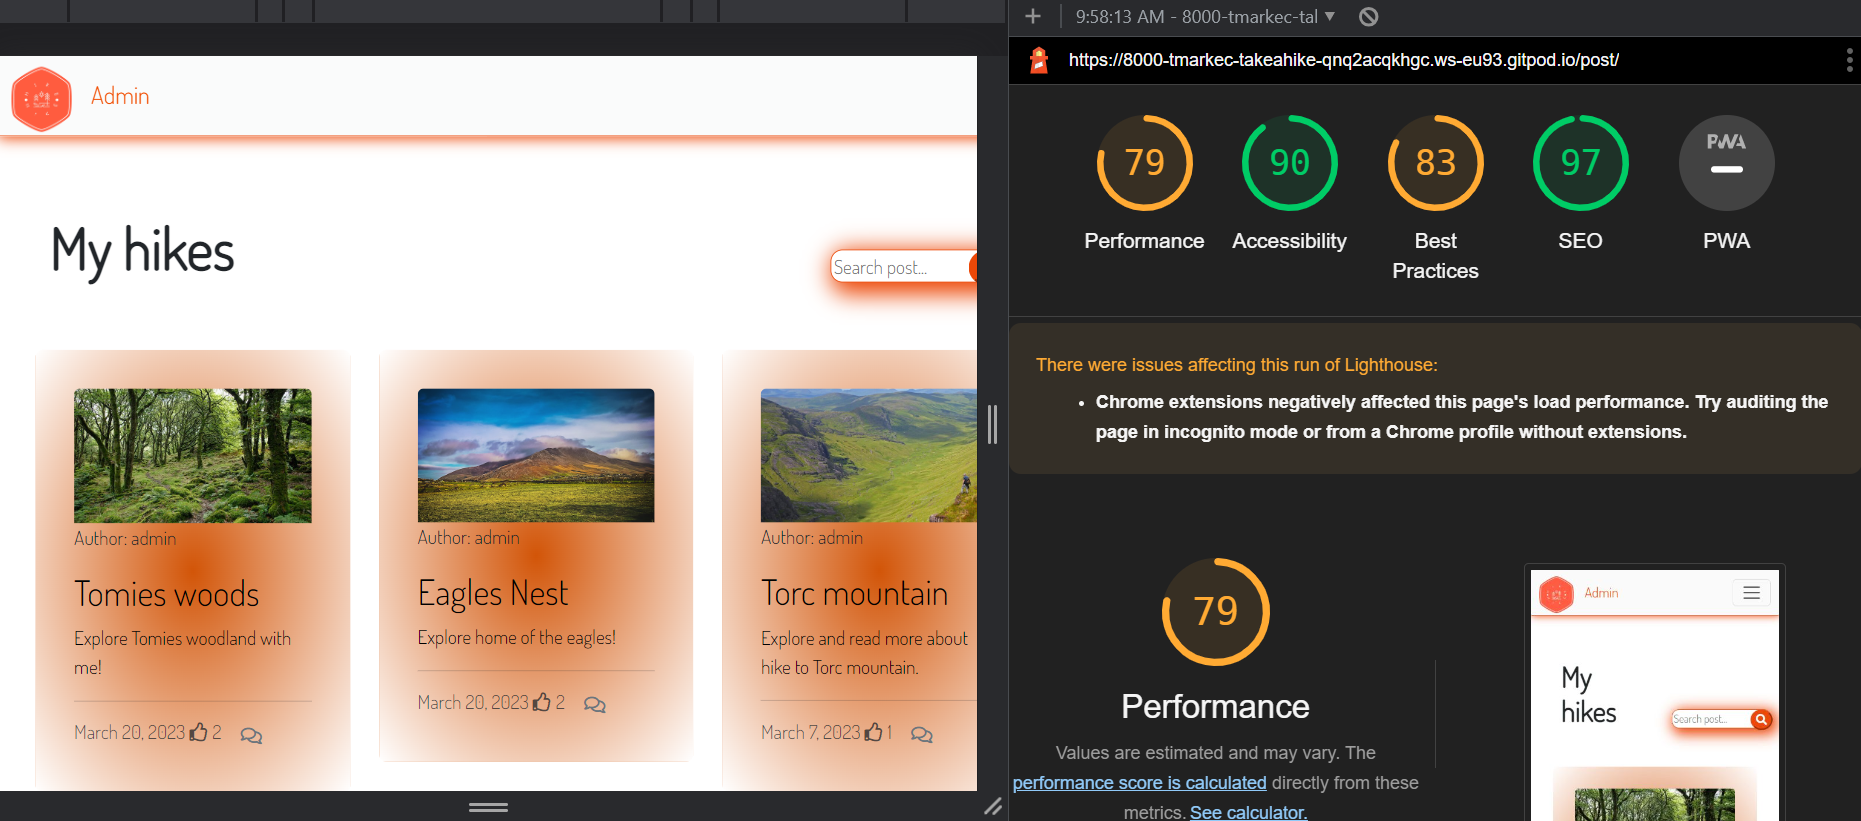 Admin
My hikes
Search post...
Author: admin
Tomies woods
Explore Tomies woodland with
me!
March 20, 2023 2
Author: admin
Eagles Nest
Explore home of the eagles!
March 20, 2023 2
Author: admin
Torc mountain
Explore and read more about
hike to Torc mountain.
March 7, 2023 1
9:58:13 AM - 8000-tmarkec-tal
https://8000-tmarkec-takeahike-qnq2acqkhgc.ws-eu93.gitpod.io/post/
79
Performance
90
Accessibility
83
Best
Practices
97
SEO
PWA
PWA
There were issues affecting this run of Lighthouse:
Chrome extensions negatively affected this page's load performance. Try auditing the
page in incognito mode or from a Chrome profile without extensions.
79
Performance
Values are estimated and may vary. The
performance score is calculated directly from these
metrics. See calculator.
Admin
My
hikes
Search post...